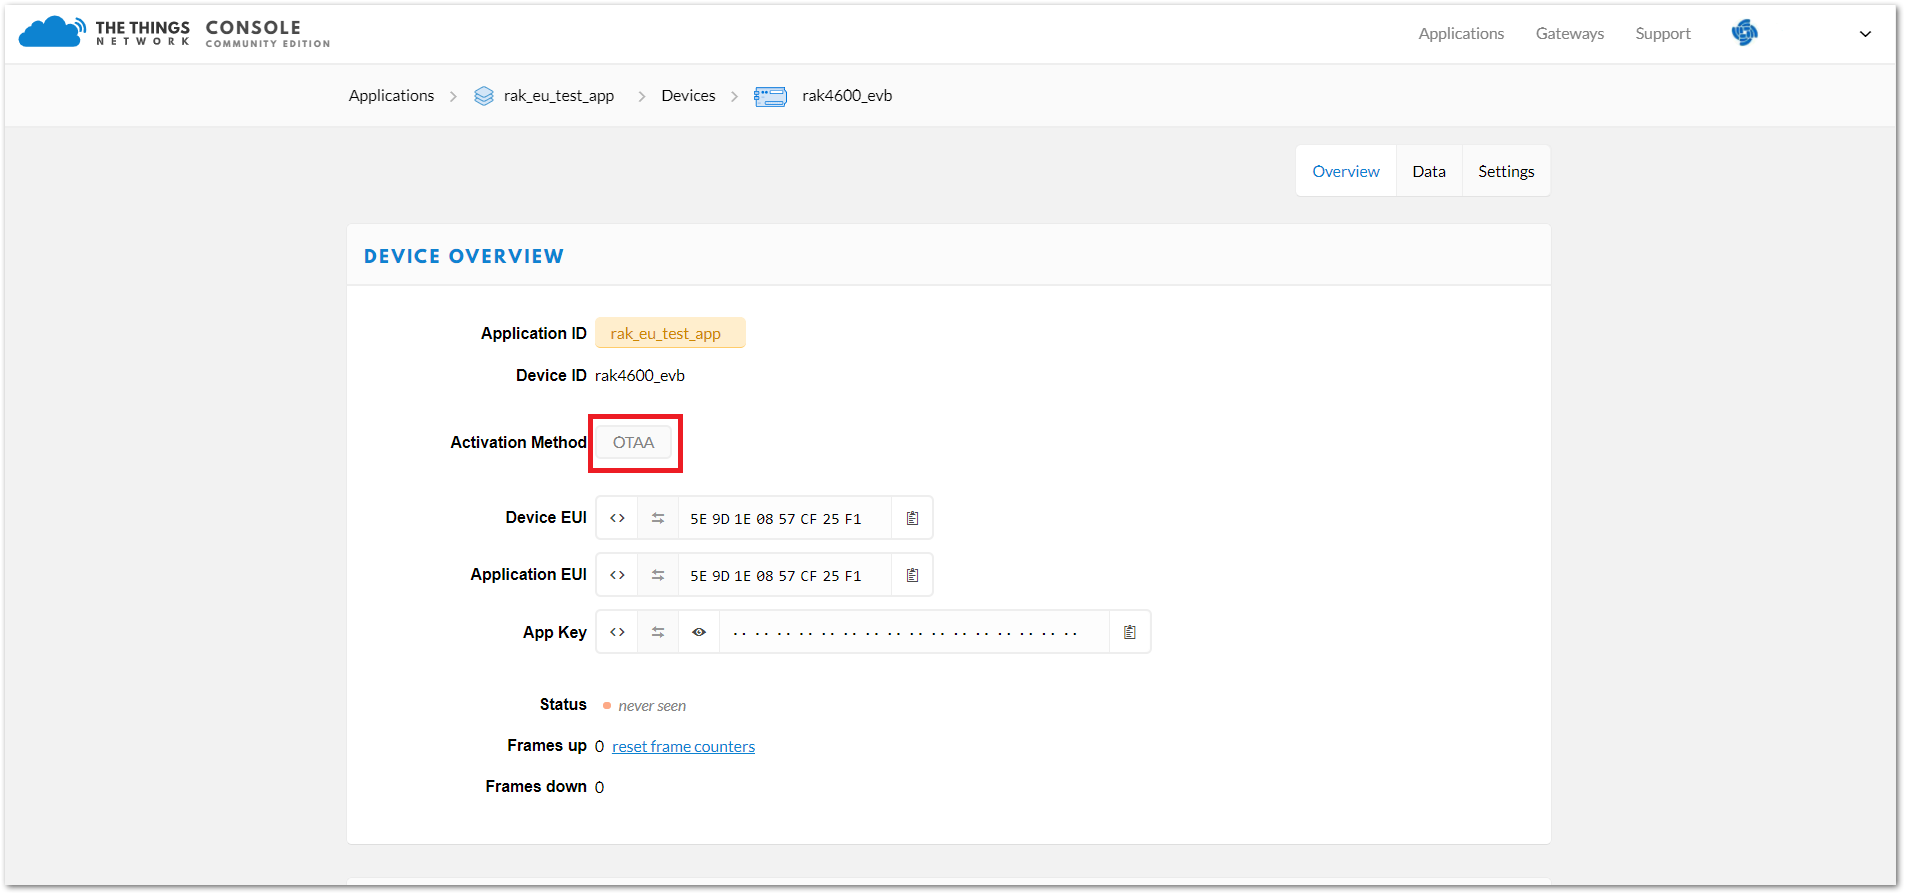 THE THINGS NETWORK CONSOLE COMMUNITY EDITION
Applications Gateways Support
Applications rak_eu_test_app Devices rak4600_evb
Overview Data Settings
DEVICE OVERVIEW
Application ID rak_eu_test_app
Device ID rak4600_evb
Activation Method OTAA
Device EUI <> 5E 9D 1E 08 57 CF 25 F1
Application EUI <> 5E 9D 1E 08 57 CF 25 F1
App Key <> .. .. .. .. .. .. .. .. .. .. .. .. .. .. .. ..
Status never seen
Frames up 0 reset frame counters
Frames down 0